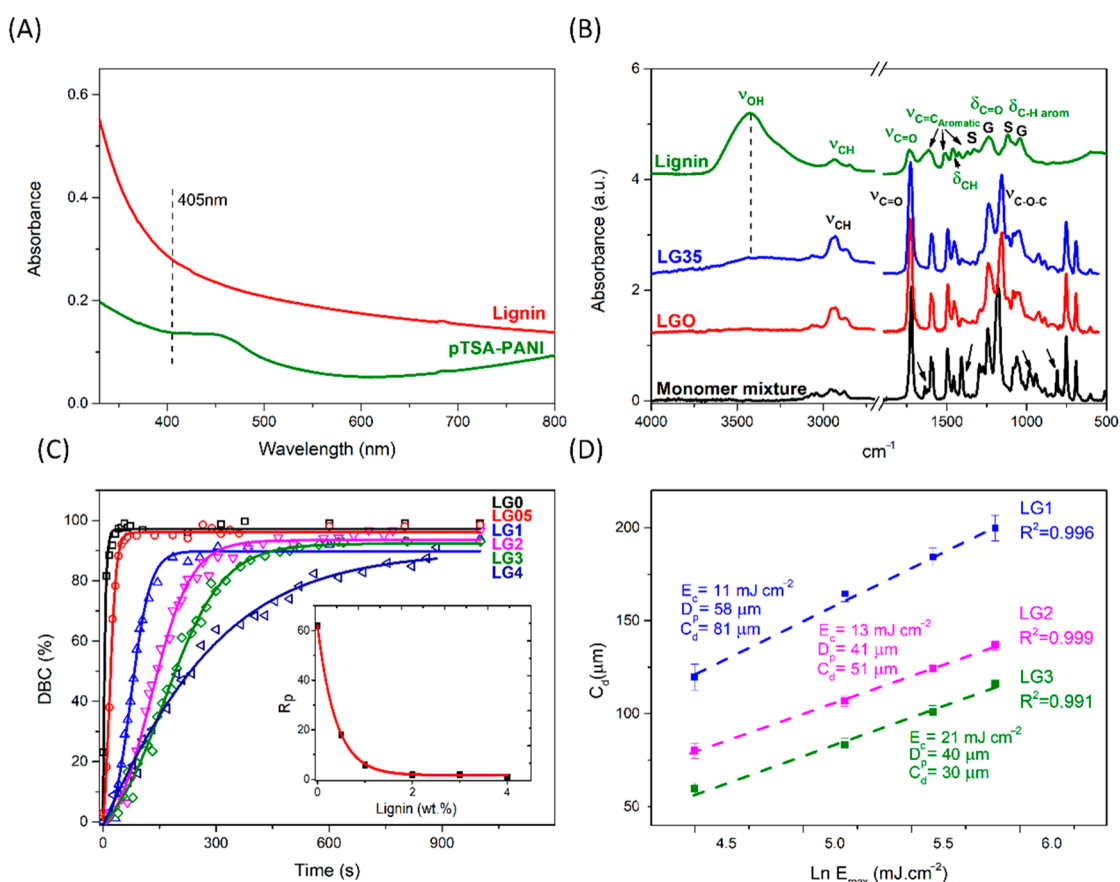 (A)
0.6
0.4
0.2
0.0
Absorbance
405nm
Lignin
pTSA-PANI
400
500
600
700
800
Wavelength (nm)
(B)
6
4
2
0
Absorbance (a.u.)
νOH
νCH
νC=O
νC=CAromatic
S
G
δC=O
δC-H arom
S
G
δCH
Lignin
νC=O
νCH
νC-O-C
LG35
LGO
Monomer mixture
4000
3500
3000
1500
1000
500
cm−1
(C)
100
80
60
40
20
0
DBC (%)
LG0
LG05
LG1
LG2
LG3
LG4
60
40
20
0
Rp
0
1
2
3
4
Lignin (wt.%)
0
300
600
900
Time (s)
(D)
200
150
100
50
Cd(μm)
LG1
R2=0.996
Ec= 11 mJ cm−2
Dp= 58 μm
Cd= 81 μm
LG2
R2=0.999
Ec= 13 mJ cm−2
Dp= 41 μm
Cd= 51 μm
LG3
R2=0.991
Ec= 21 mJ cm−2
Dp= 40 μm
Cd= 30 μm
4.5
5.0
5.5
6.0
Ln Emax (mJ.cm−2)